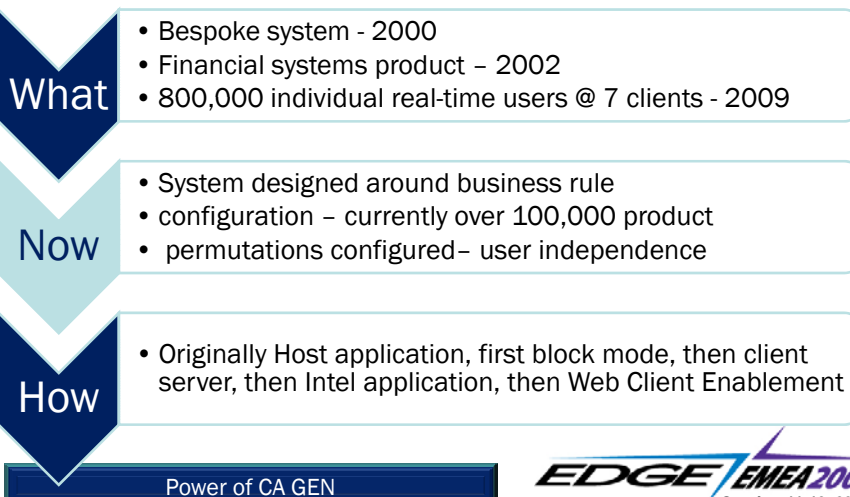 What
• Bespoke system - 2000
• Financial systems product – 2002
• 800,000 individual real-time users @ 7 clients - 2009
Now
• System designed around business rule
• configuration – currently over 100,000 product
• permutations configured– user independence
How
• Originally Host application, first block mode, then client
server, then Intel application, then Web Client Enablement
Power of CA GEN
EDGE EMEA200